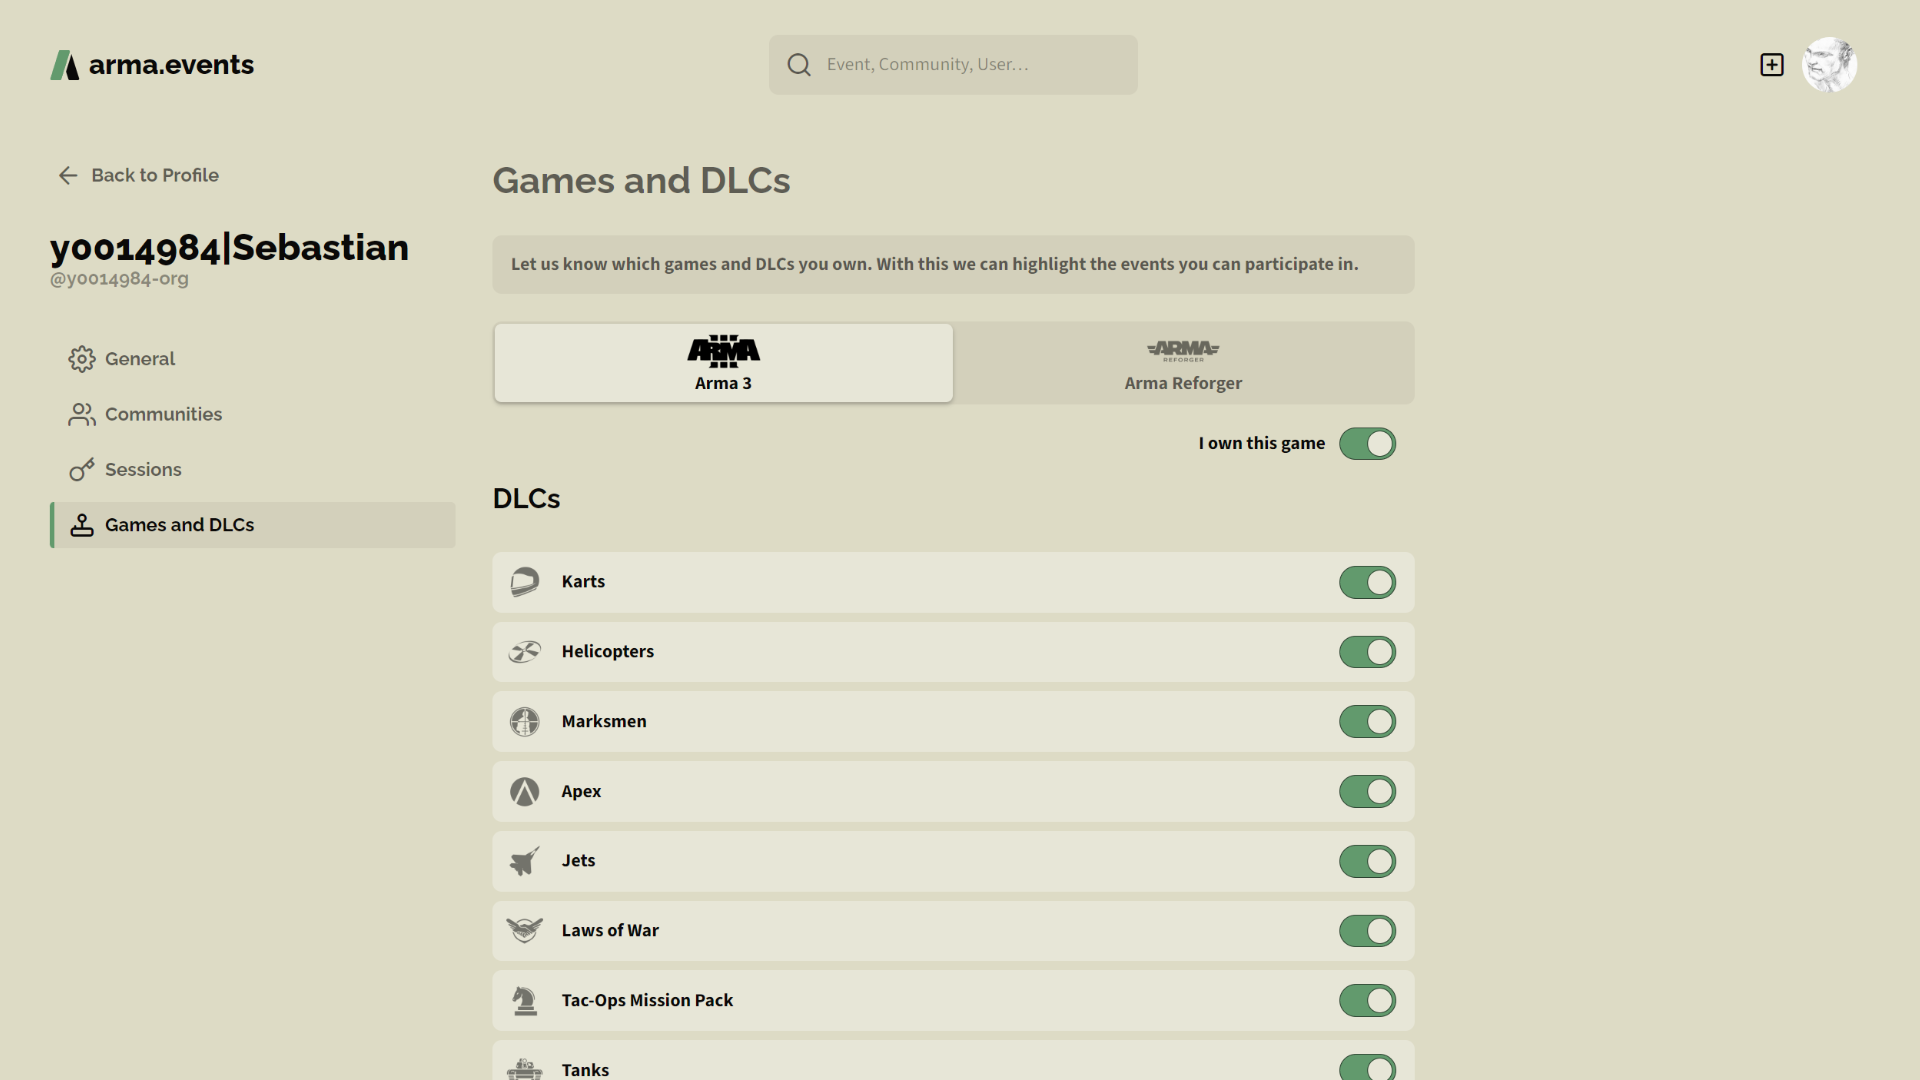 arma.events
Event, Community, User...
Back to Profile
y0014984|Sebastian
@y0014984-org
General
Communities
Sessions
Games and DLCs
Games and DLCs
Let us know which games and DLCs you own. With this we can highlight the events you can participate in.
ARMA III
Arma 3
ARMA
REFORGER
Arma Reforger
I own this game
DLCs
Karts
Helicopters
Marksmen
Apex
Jets
Laws of War
Tac-Ops Mission Pack
Tanks